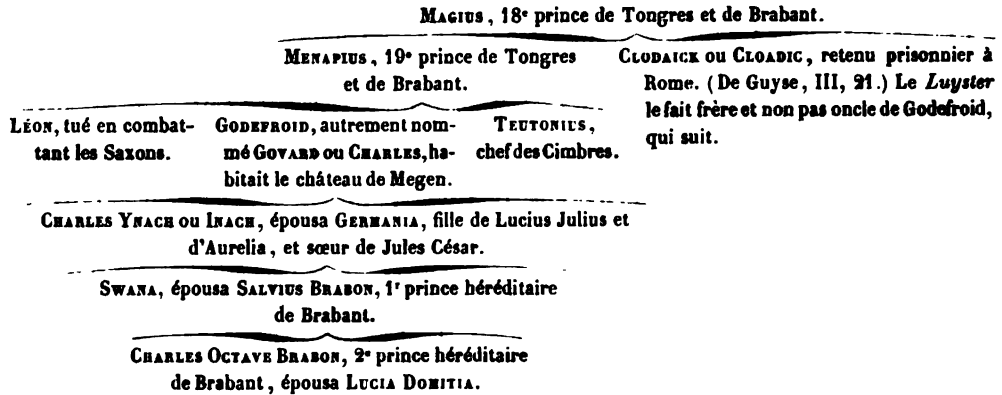 Magius, 18e prince de Tongres et de Brabant.
Menapius, 19e prince de Tongres
et de Brabant.
Clodaick ou Cloadic, retenu prisonnier à
Rome. (De Guyse, III, 21.) Le Luyster
le fait frère et non pas oncle de Godefroid,
qui suit.
Léon, tué en combat-
tant les Saxons.
Godefroid, autrement nom-
mé Govard ou Charles, ha-
bitait le château de Megen.
Teutonius,
chef des Cimbres.
Charles Ynach ou Inach, épousa Germania, fille de Lucius Julius et
d'Aurelia, et sœur de Jules César.
Swana, épousa Salvius Brabon, 1r prince héréditaire
de Brabant.
Charles Octave Brabon, 2e prince héréditaire
de Brabant, épousa Lucia Domitia.